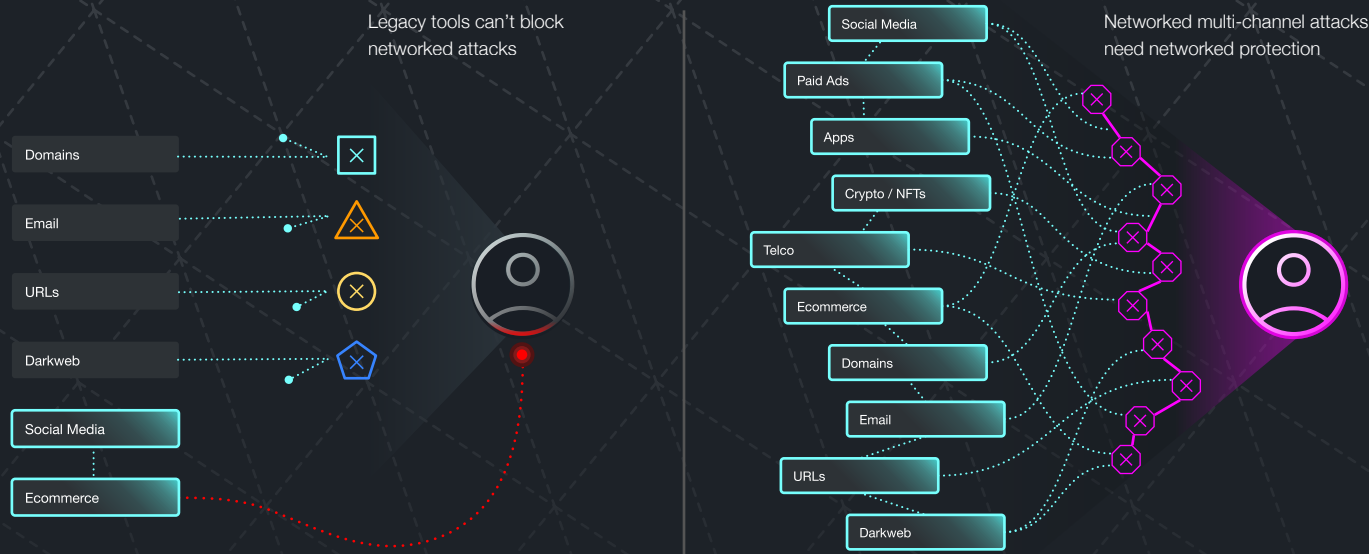 Legacy tools can’t block
networked attacks
Domains
Email
URLs
Darkweb
Social Media
Ecommerce
Networked multi-channel attacks
need networked protection
Social Media
Paid Ads
Apps
Crypto / NFTs
Telco
Ecommerce
Domains
Email
URLs
Darkweb